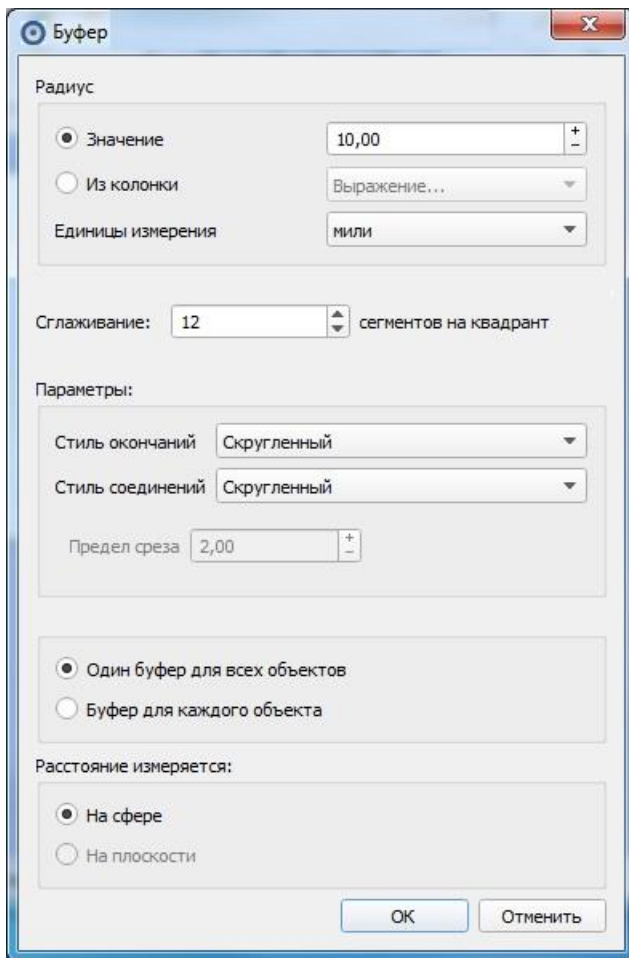 Буфер
Радиус
Значение 10,00
Из колонки Выражение...
Единицы измерения мили
Сглаживание: 12 сегментов на квадрант
Параметры:
Стиль окончаний Скругленный
Стиль соединений Скругленный
Предел среза 2,00
Один буфер для всех объектов
Буфер для каждого объекта
Расстояние измеряется:
На сфере
На плоскости
ОК Отменить